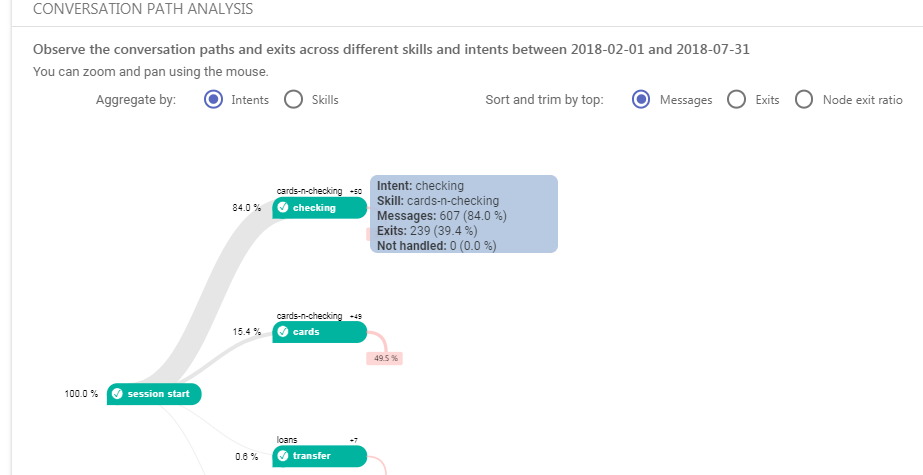 CONVERSATION PATH ANALYSIS
Observe the conversation paths and exits across different skills and intents between 2018-02-01 and 2018-07-31
You can zoom and pan using the mouse.
Aggregate by: Intents Skills Sort and trim by top: Messages Exits Node exit ratio
cards-n-checking +50
84.0 % checking
Intent: checking
Skill: cards-n-checking
Messages: 607 (84.0 %)
Exits: 239 (39.4 %)
Not handled: 0 (0.0 %)
cards-n-checking +49
15.4 % cards
49.5 %
100.0 % session start
loans +7
0.6 % transfer